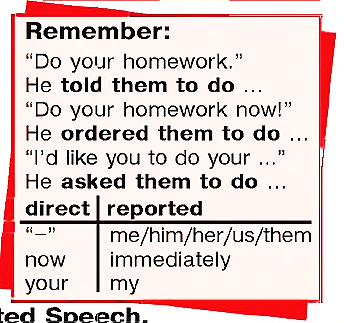 Remember:
"Do your homework."
He told them to do ...
"Do your homework now!"
He ordered them to do ...
"I'd like you to do your ..."
He asked them to do ...
direct | reported
"–" | me/him/her/us/them
now | immediately
your | my
ted Speech.